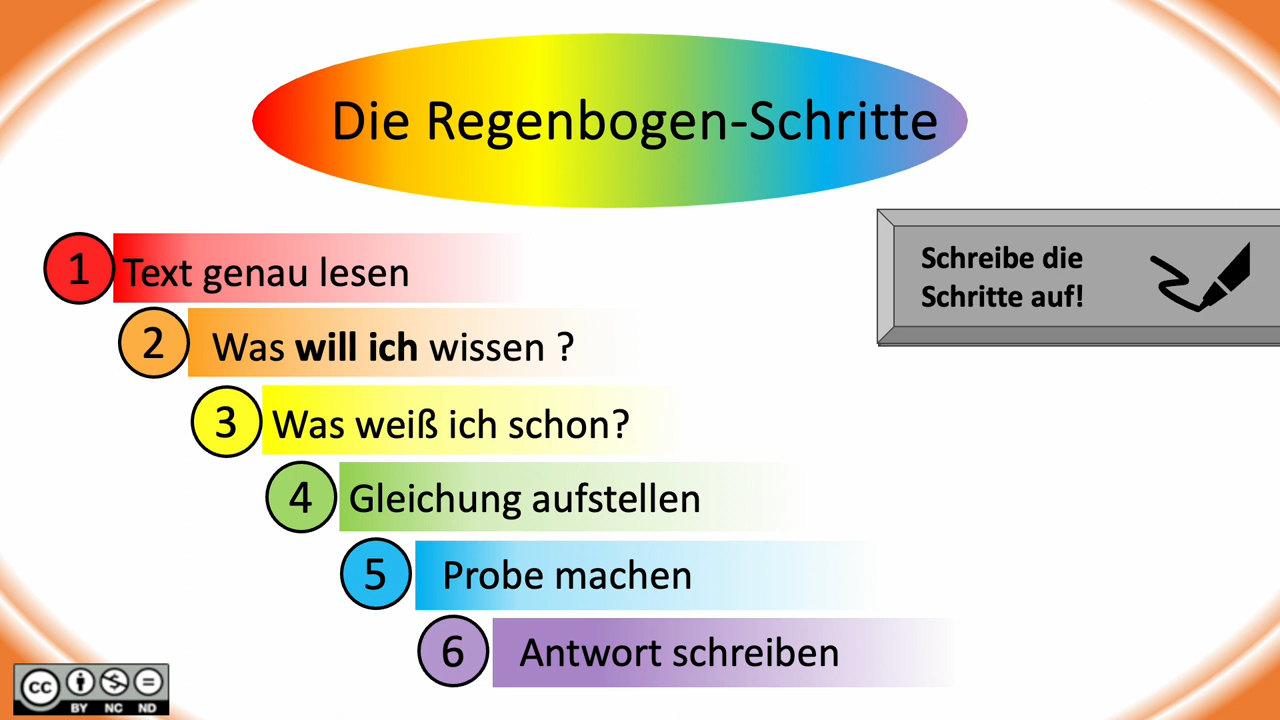 Die Regenbogen-Schritte
1 Text genau lesen
2 Was will ich wissen ?
3 Was weiß ich schon?
4 Gleichung aufstellen
5 Probe machen
6 Antwort schreiben
Schreibe die
Schritte auf!
cc
BY NC ND